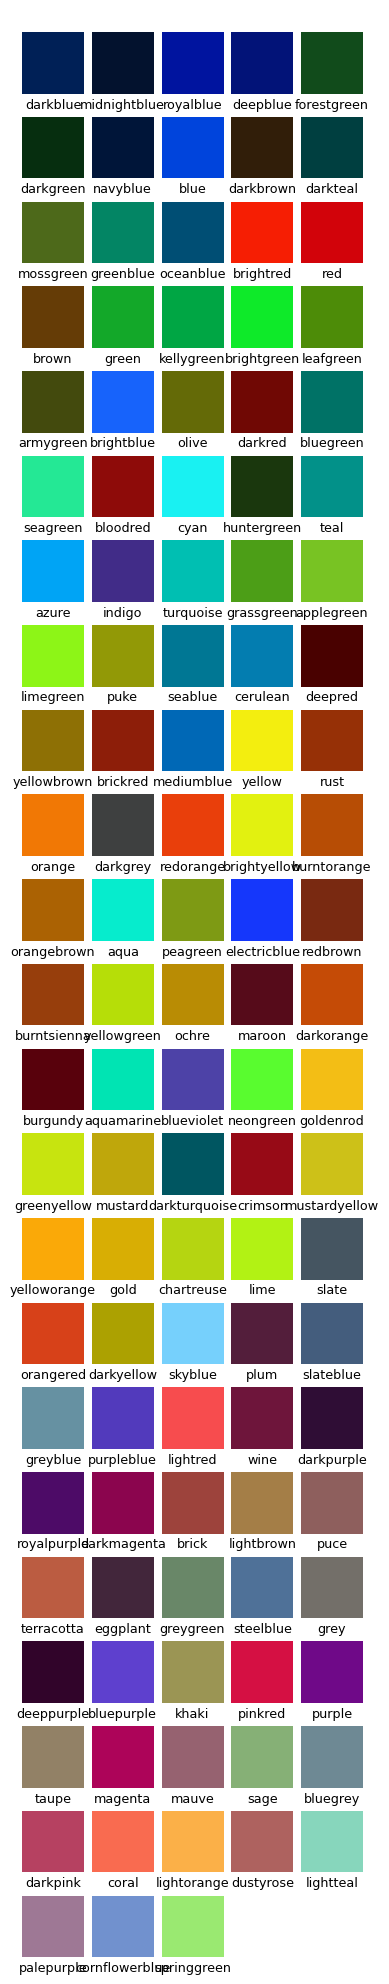 darkblue midnightblue royalblue deepblue forestgreen
darkgreen navyblue blue darkbrown darkteal
mossgreen greenblue oceanblue brightred red
brown green kellygreen brightgreen leafgreen
armygreen brightblue olive darkred bluegreen
seagreen bloodred cyan huntergreen teal
azure indigo turquoise grassgreen applegreen
limegreen puke seablue cerulean deepred
yellowbrown brickred mediumblue yellow rust
orange darkgrey redorange brightyellow burntorange
orangebrown aqua peagreen electricblue redbrown
burntsienna yellowgreen ochre maroon darkorange
burgundy aquamarine blueviolet neongreen goldenrod
greenyellow mustard darkturquoise crimson mustardyellow
yelloworange gold chartreuse lime slate
orangered darkyellow skyblue plum slateblue
greyblue purpleblue lightred wine darkpurple
royalpurple darkmagenta brick lightbrown puce
terracotta eggplant greygreen steelblue grey
deeppurple bluepurple khaki pinkred purple
taupe magenta mauve sage bluegrey
darkpink coral lightorange dustyrose lightteal
palepurple cornflowerblue springgreen